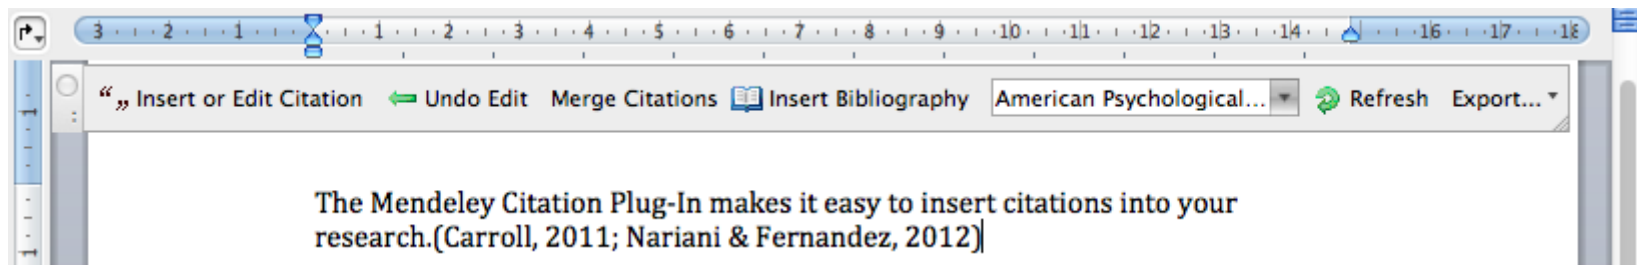 3 2 1 1 2 3 4 5 6 7 8 9 10 11 12 13 14 16 17 18
“ „ Insert or Edit Citation Undo Edit Merge Citations Insert Bibliography American Psychological... Refresh Export...
The Mendeley Citation Plug-In makes it easy to insert citations into your
research.(Carroll, 2011; Nariani & Fernandez, 2012)